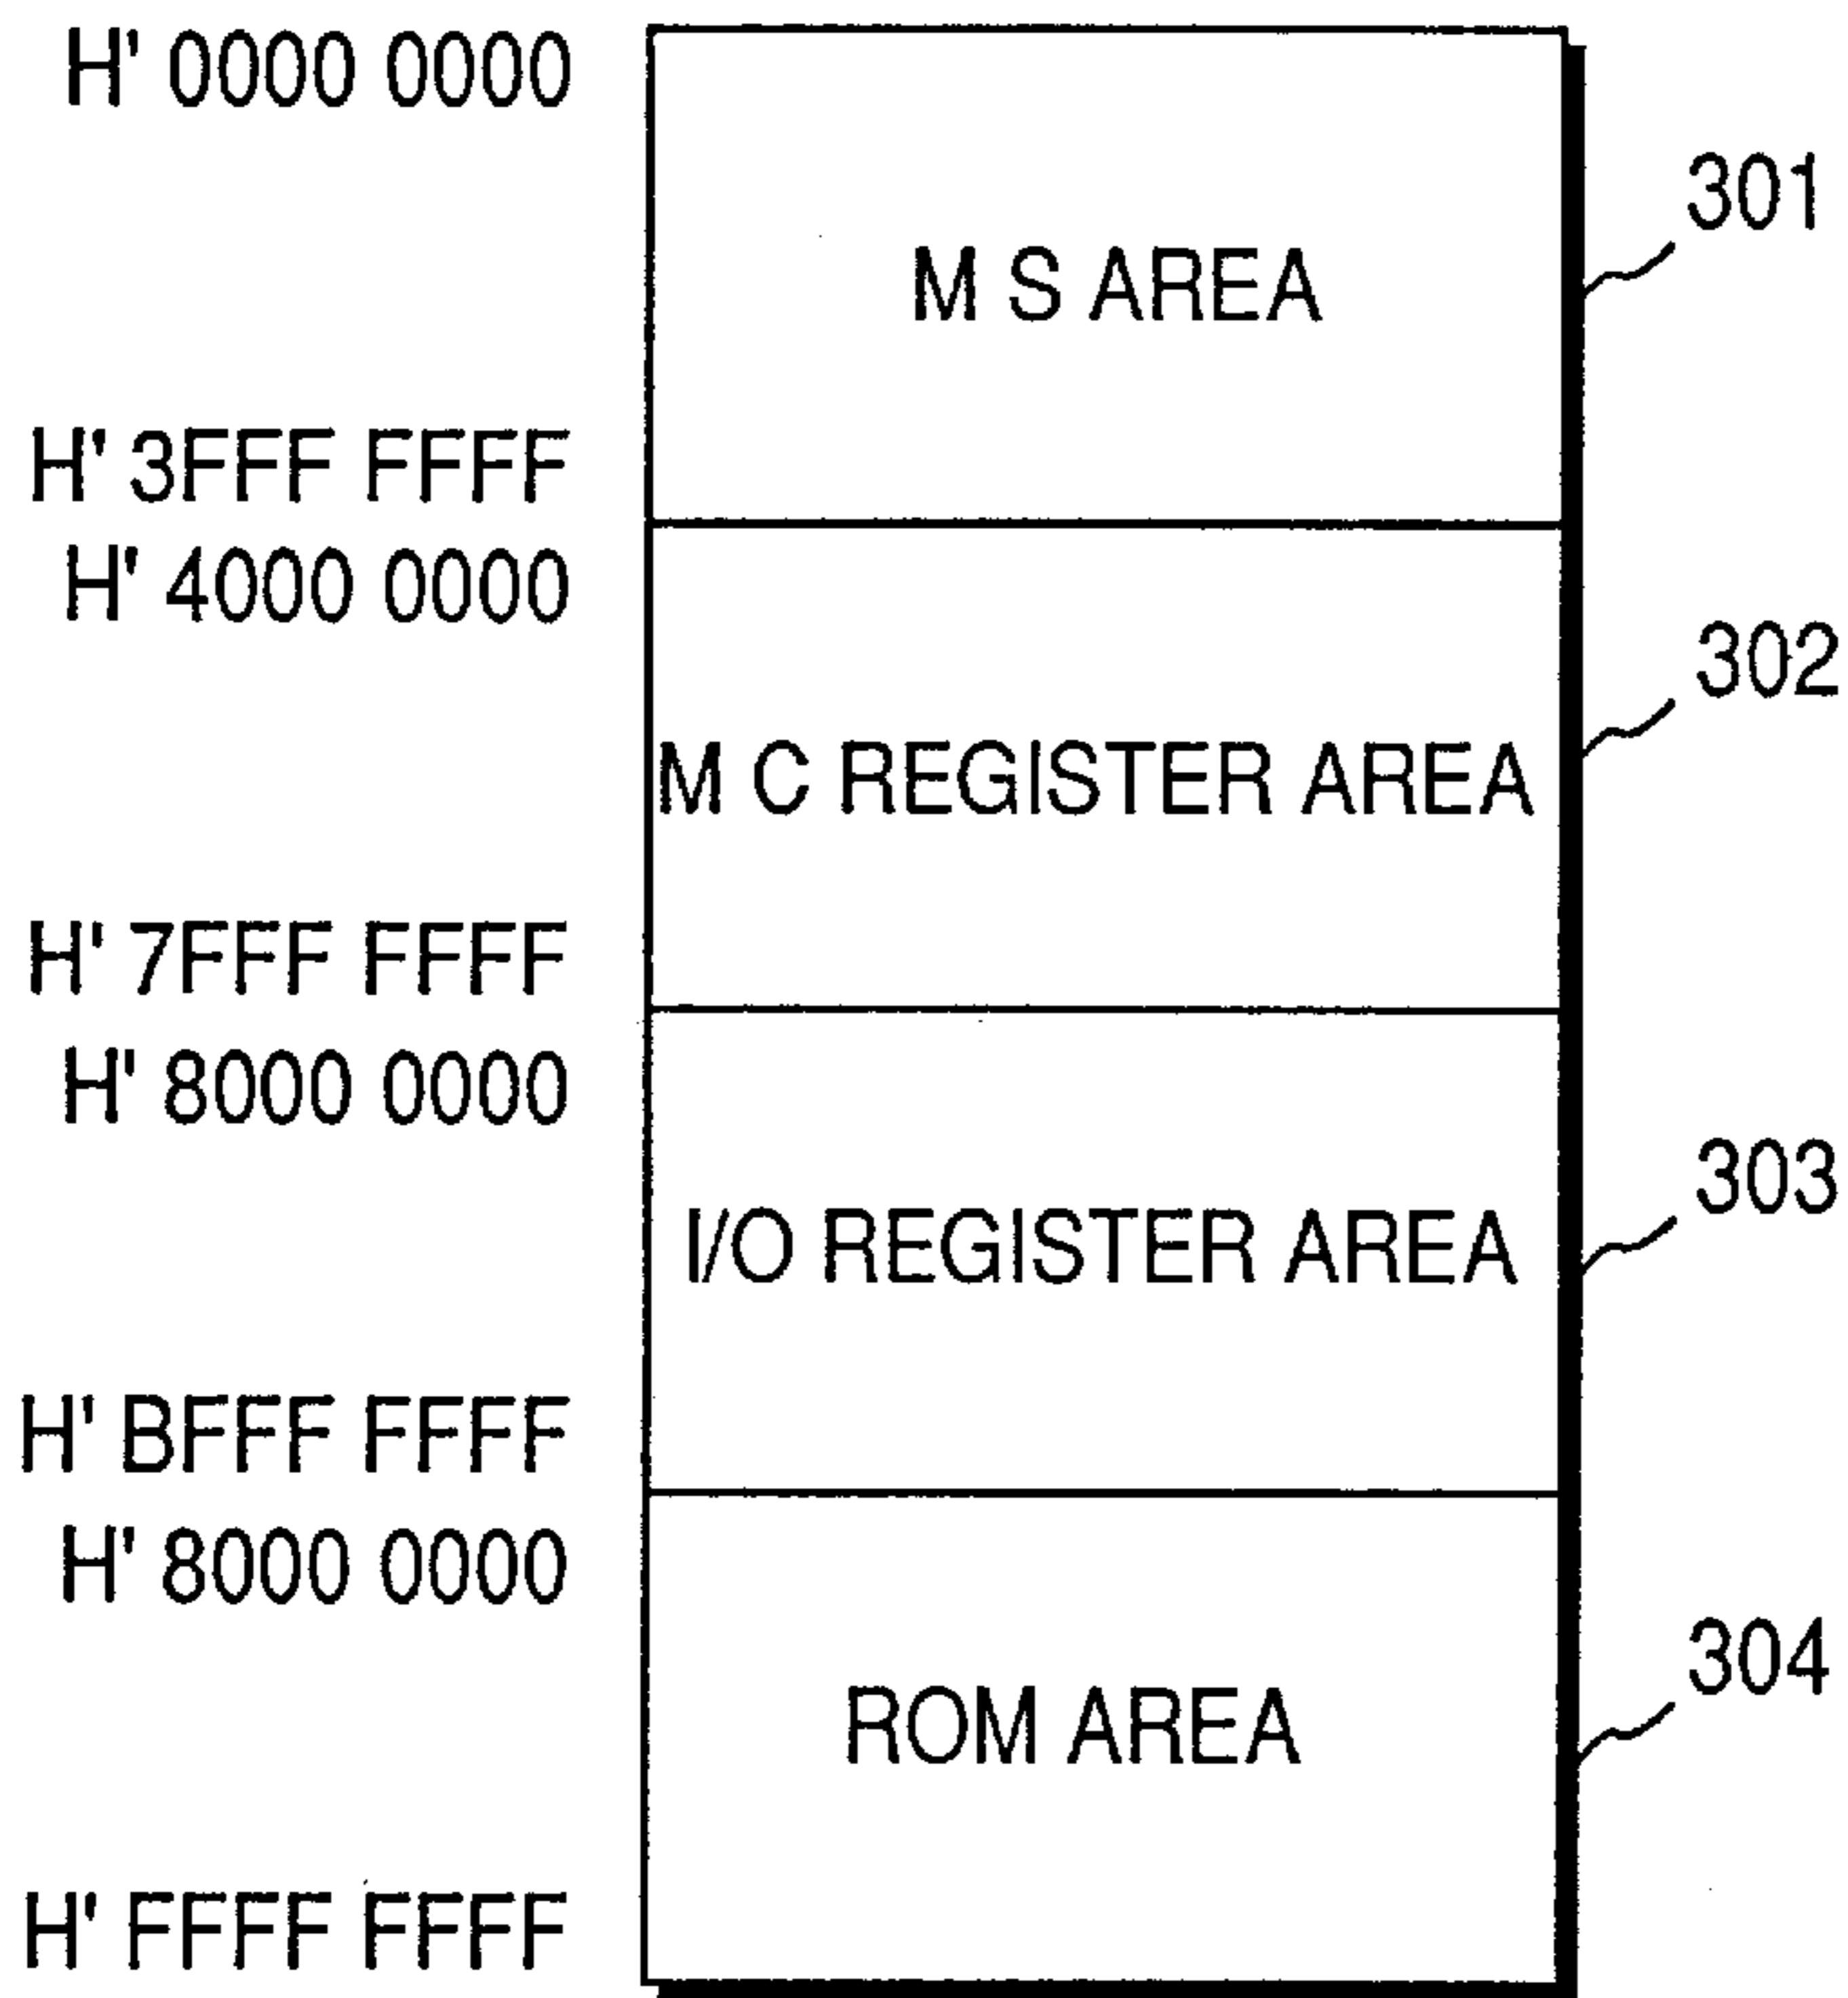 H' 0000 0000
301
M S AREA
H' 3FFF FFFF
H' 4000 0000
302
M C REGISTER AREA
H' 7FFF FFFF
H' 8000 0000
303
I/O REGISTER AREA
H' BFFF FFFF
H' 8000 0000
304
ROM AREA
H' FFFF FFFF